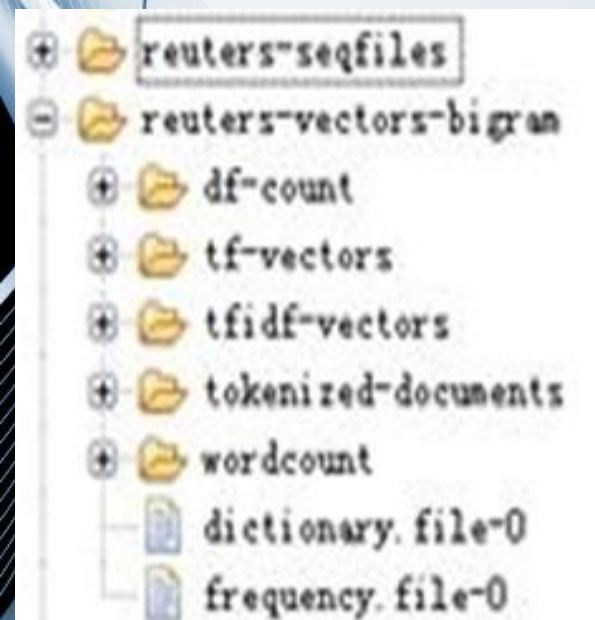 reuters-seqfiles
reuters-vectors-bigram
df-count
tf-vectors
tfidf-vectors
tokenized-documents
wordcount
dictionary.file-0
frequency.file-0